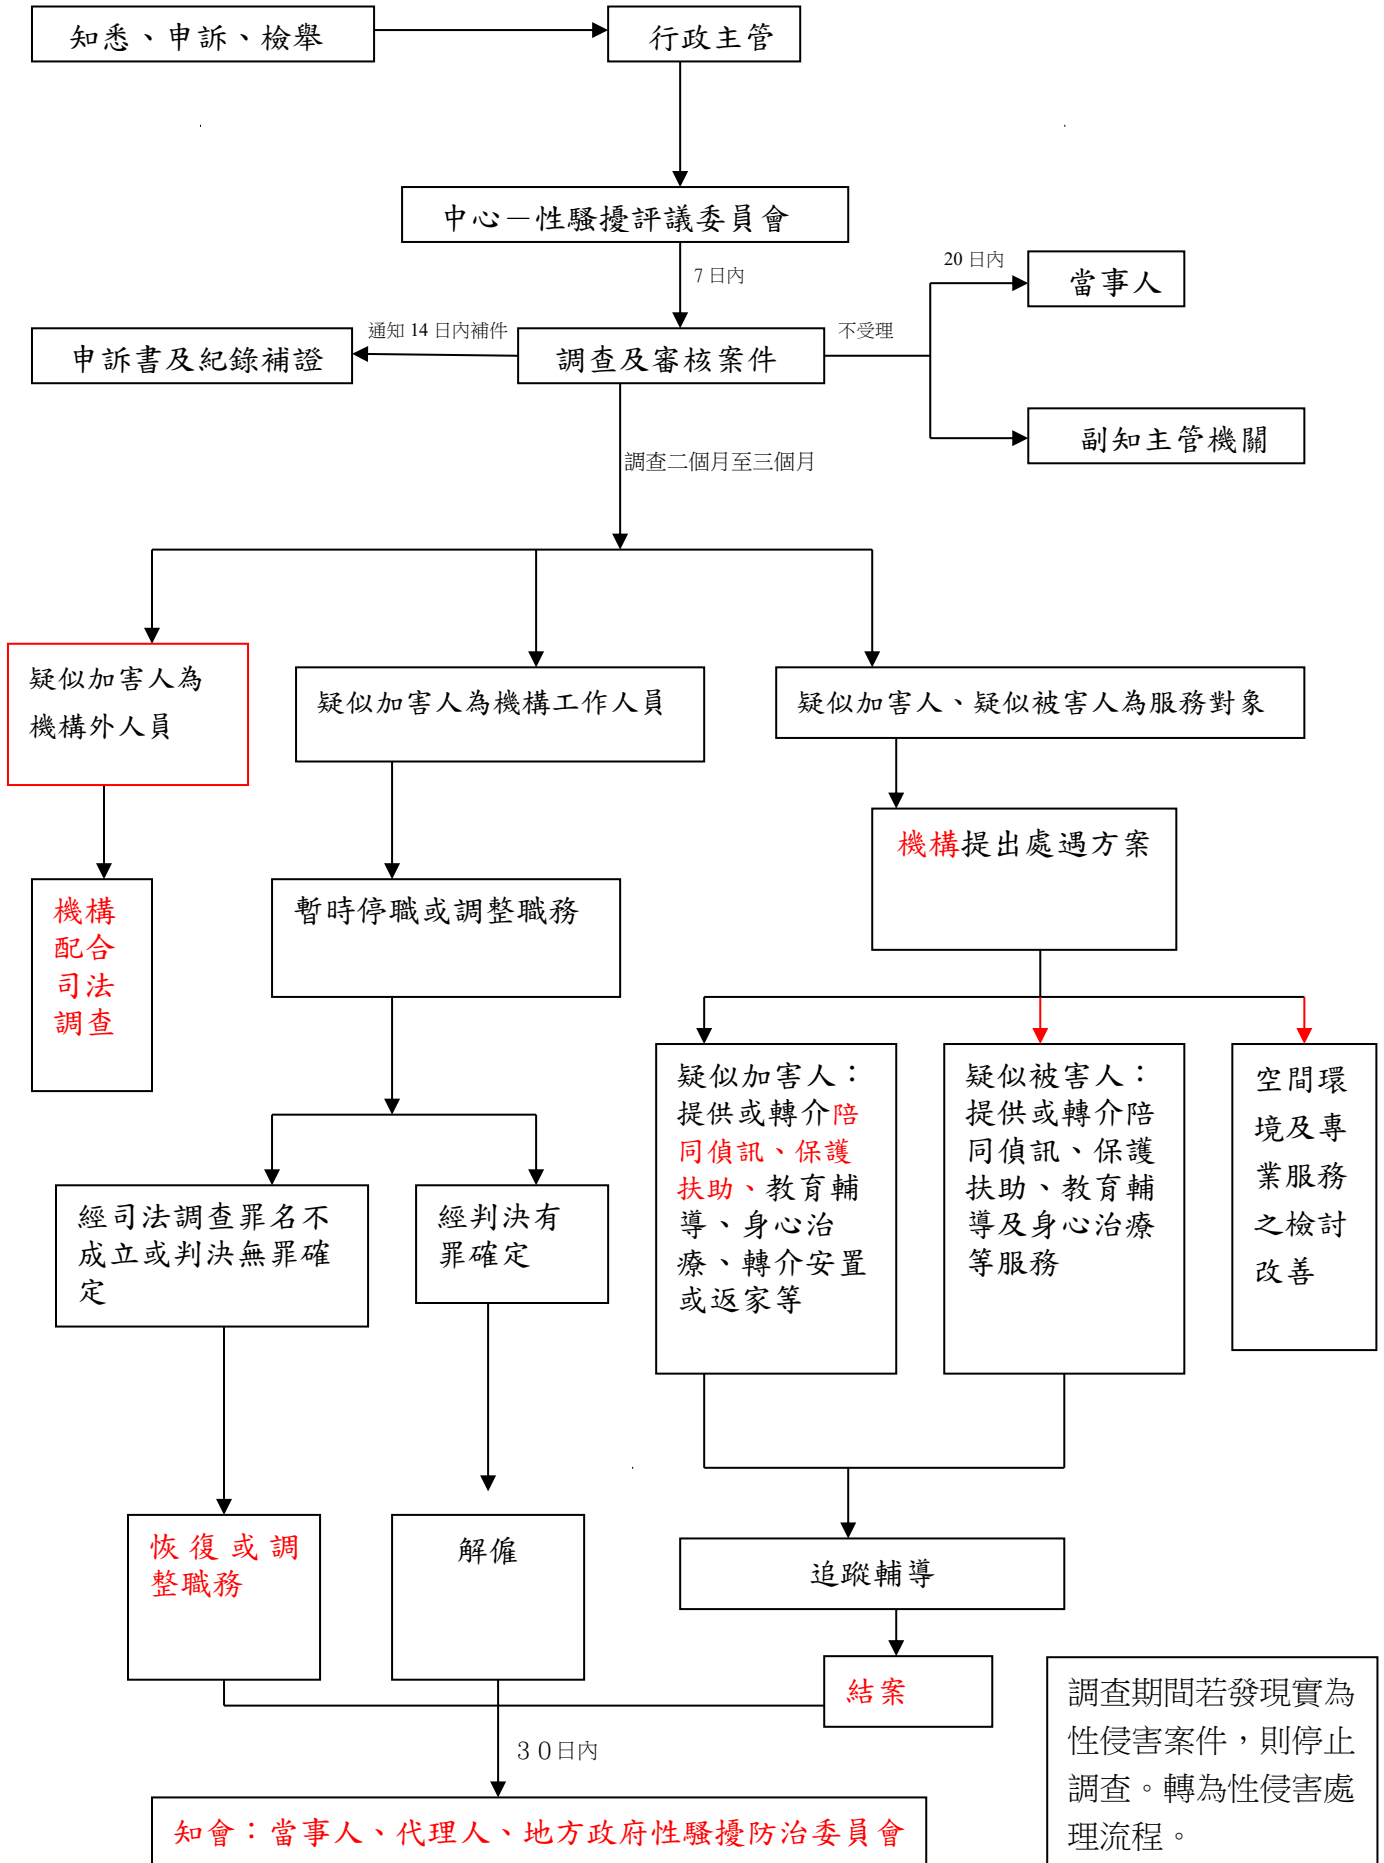 知悉、申訴、檢舉
行政主管
中心－性騷擾評議委員會
7 日內
20 日內
當事人
申訴書及紀錄補證
通知 14 日內補件
調查及審核案件
不受理
副知主管機關
調查二個月至三個月
疑似加害人為
機構外人員
疑似加害人為機構工作人員
疑似加害人、疑似被害人為服務對象
機構提出處遇方案
機構
配合
司法
調查
暫時停職或調整職務
疑似加害人：
提供或轉介陪
同偵訊、保護
扶助、教育輔
導、身心治
療、轉介安置
或返家等
疑似被害人：
提供或轉介陪
同偵訊、保護
扶助、教育輔
導及身心治療
等服務
空間環
境及專
業服務
之檢討
改善
經司法調查罪名不
成立或判決無罪確
定
經判決有
罪確定
恢復或調
整職務
解僱
追蹤輔導
結案
３０日內
知會：當事人、代理人、地方政府性騷擾防治委員會
調查期間若發現實為
性侵害案件，則停止
調查。轉為性侵害處
理流程。